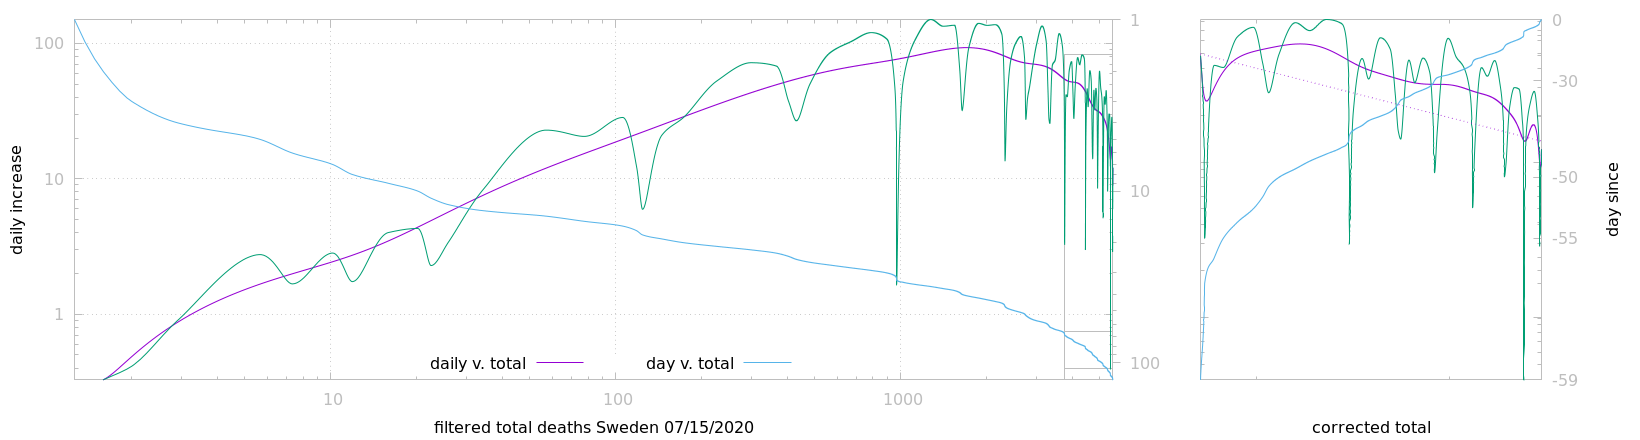 100
10
1
daily increase
1
10
100
10
100
1000
daily v. total
day v. total
filtered total deaths Sweden 07/15/2020
0
-30
-50
-55
-59
day since
corrected total